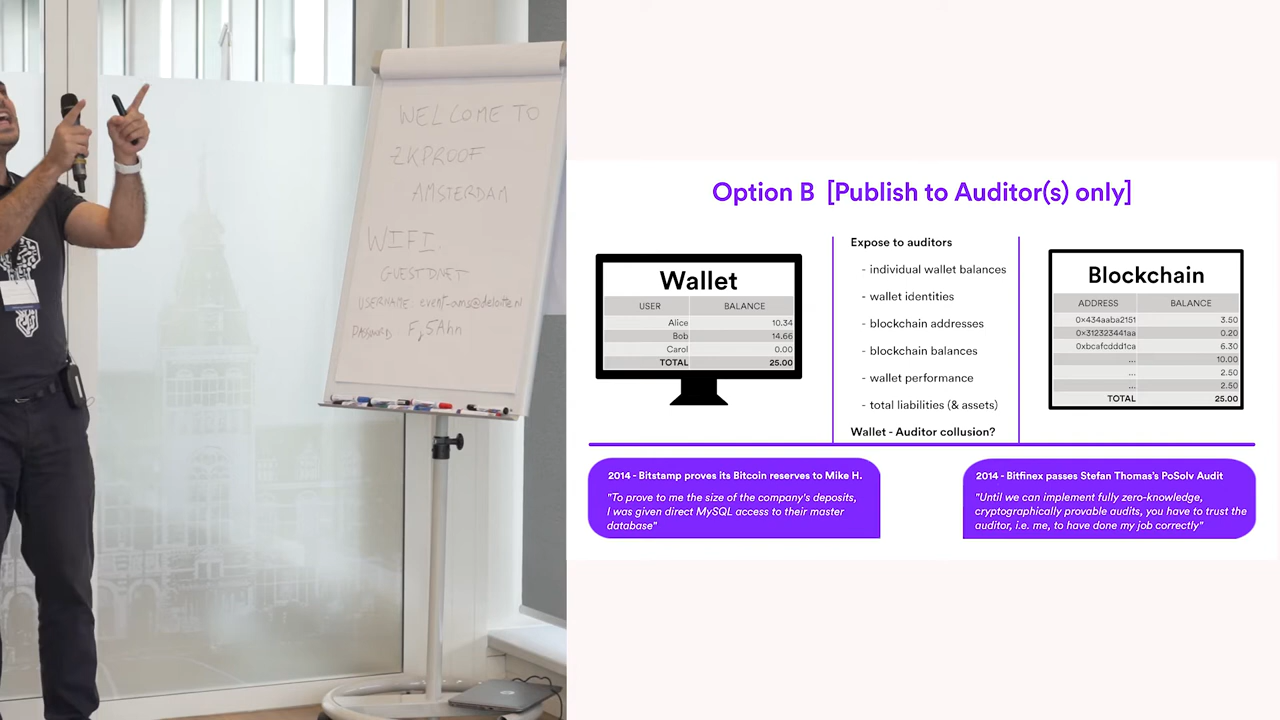 WELCOME TO
ZKPROOF
AMSTERDAM
WIFI
GUESTDNET
USERNAME
PASSWORD
Option B [Publish to Auditor(s) only]
Wallet
USER BALANCE
Alice 10.34
Bob 14.66
Carol 0.00
TOTAL 25.00
Expose to auditors
- individual wallet balances
- wallet identities
- blockchain addresses
- blockchain balances
- wallet performance
- total liabilities (& assets)
Wallet - Auditor collusion?
Blockchain
ADDRESS BALANCE
0x434aaba2151 3.50
0x312323441aa 0.20
0xbcafcddd1ca 6.30
... 10.00
... 2.50
... 2.50
TOTAL 25.00
2014 - Bitstamp proves its Bitcoin reserves to Mike H.
"To prove to me the size of the company's deposits,
I was given direct MySQL access to their master
database"
2014 - Bitfinex passes Stefan Thomas's PoSolv Audit
"Until we can implement fully zero-knowledge,
cryptographically provable audits, you have to trust the
auditor, i.e. me, to have done my job correctly"